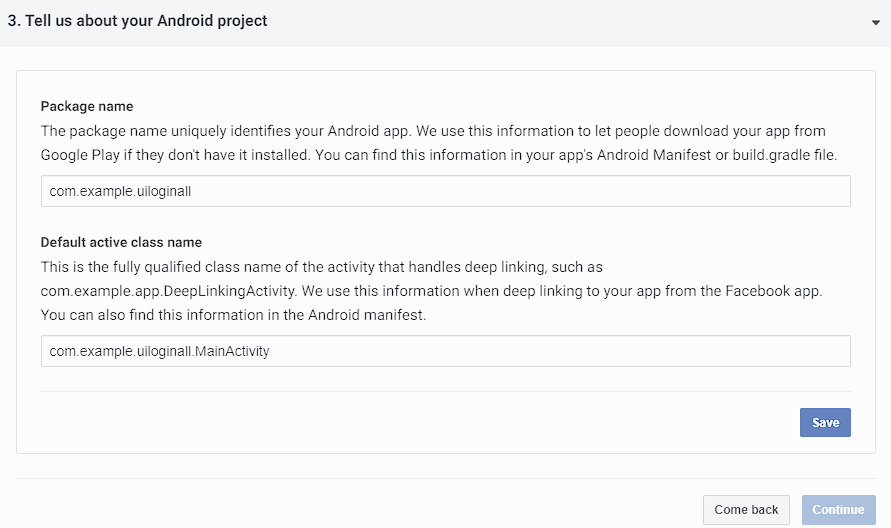 3. Tell us about your Android project
Package name
The package name uniquely identifies your Android app. We use this information to let people download your app from
Google Play if they don't have it installed. You can find this information in your app's Android Manifest or build.gradle file.
com.example.uiloginall
Default active class name
This is the fully qualified class name of the activity that handles deep linking, such as
com.example.app.DeepLinkingActivity. We use this information when deep linking to your app from the Facebook app.
You can also find this information in the Android manifest.
com.example.uiloginall.MainActivity
Save
Come back Continue